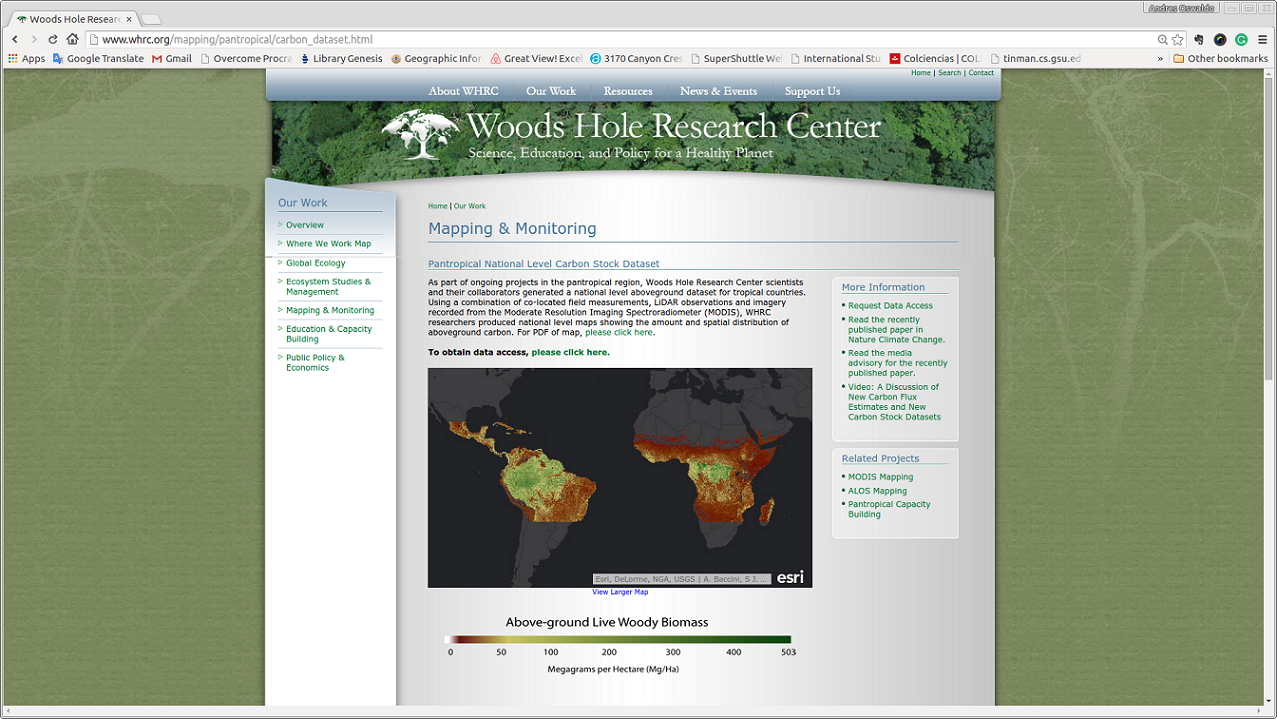 Andres Oswaldo
Woods Hole Researc
www.whrc.org/mapping/pantropical/carbon_dataset.html
Apps Google Translate Gmail Overcome Procra Library Genesis Geographic Infor Great View! Excel 3170 Canyon Cres SuperShuttle Wei International Stu Colciencias | COL tinman.cs.gsu.ed » Other bookmarks
Home | Search | Contact
About WHRC Our Work Resources News & Events Support Us
Woods Hole Research Center
Science, Education, and Policy for a Healthy Planet
Our Work
Overview
Where We Work Map
Global Ecology
Ecosystem Studies &
Management
Mapping & Monitoring
Education & Capacity
Building
Public Policy &
Economics
Home | Our Work
Mapping & Monitoring
Pantropical National Level Carbon Stock Dataset
As part of ongoing projects in the pantropical region, Woods Hole Research Center scientists
and their collaborators generated a national level aboveground dataset for tropical countries.
Using a combination of co-located field measurements, LiDAR observations and imagery
recorded from the Moderate Resolution Imaging Spectroradiometer (MODIS), WHRC
researchers produced national level maps showing the amount and spatial distribution of
aboveground carbon. For PDF of map, please click here.
To obtain data access, please click here.
Esri, DeLorme, NGA, USGS | A. Baccini, S J. ...
esri
View Larger Map
Above-ground Live Woody Biomass
0 50 100 200 300 400 503
Megagrams per Hectare (Mg/Ha)
More Information
Request Data Access
Read the recently
published paper in
Nature Climate Change.
Read the media
advisory for the recently
published paper.
Video: A Discussion of
New Carbon Flux
Estimates and New
Carbon Stock Datasets
Related Projects
MODIS Mapping
ALOS Mapping
Pantropical Capacity
Building